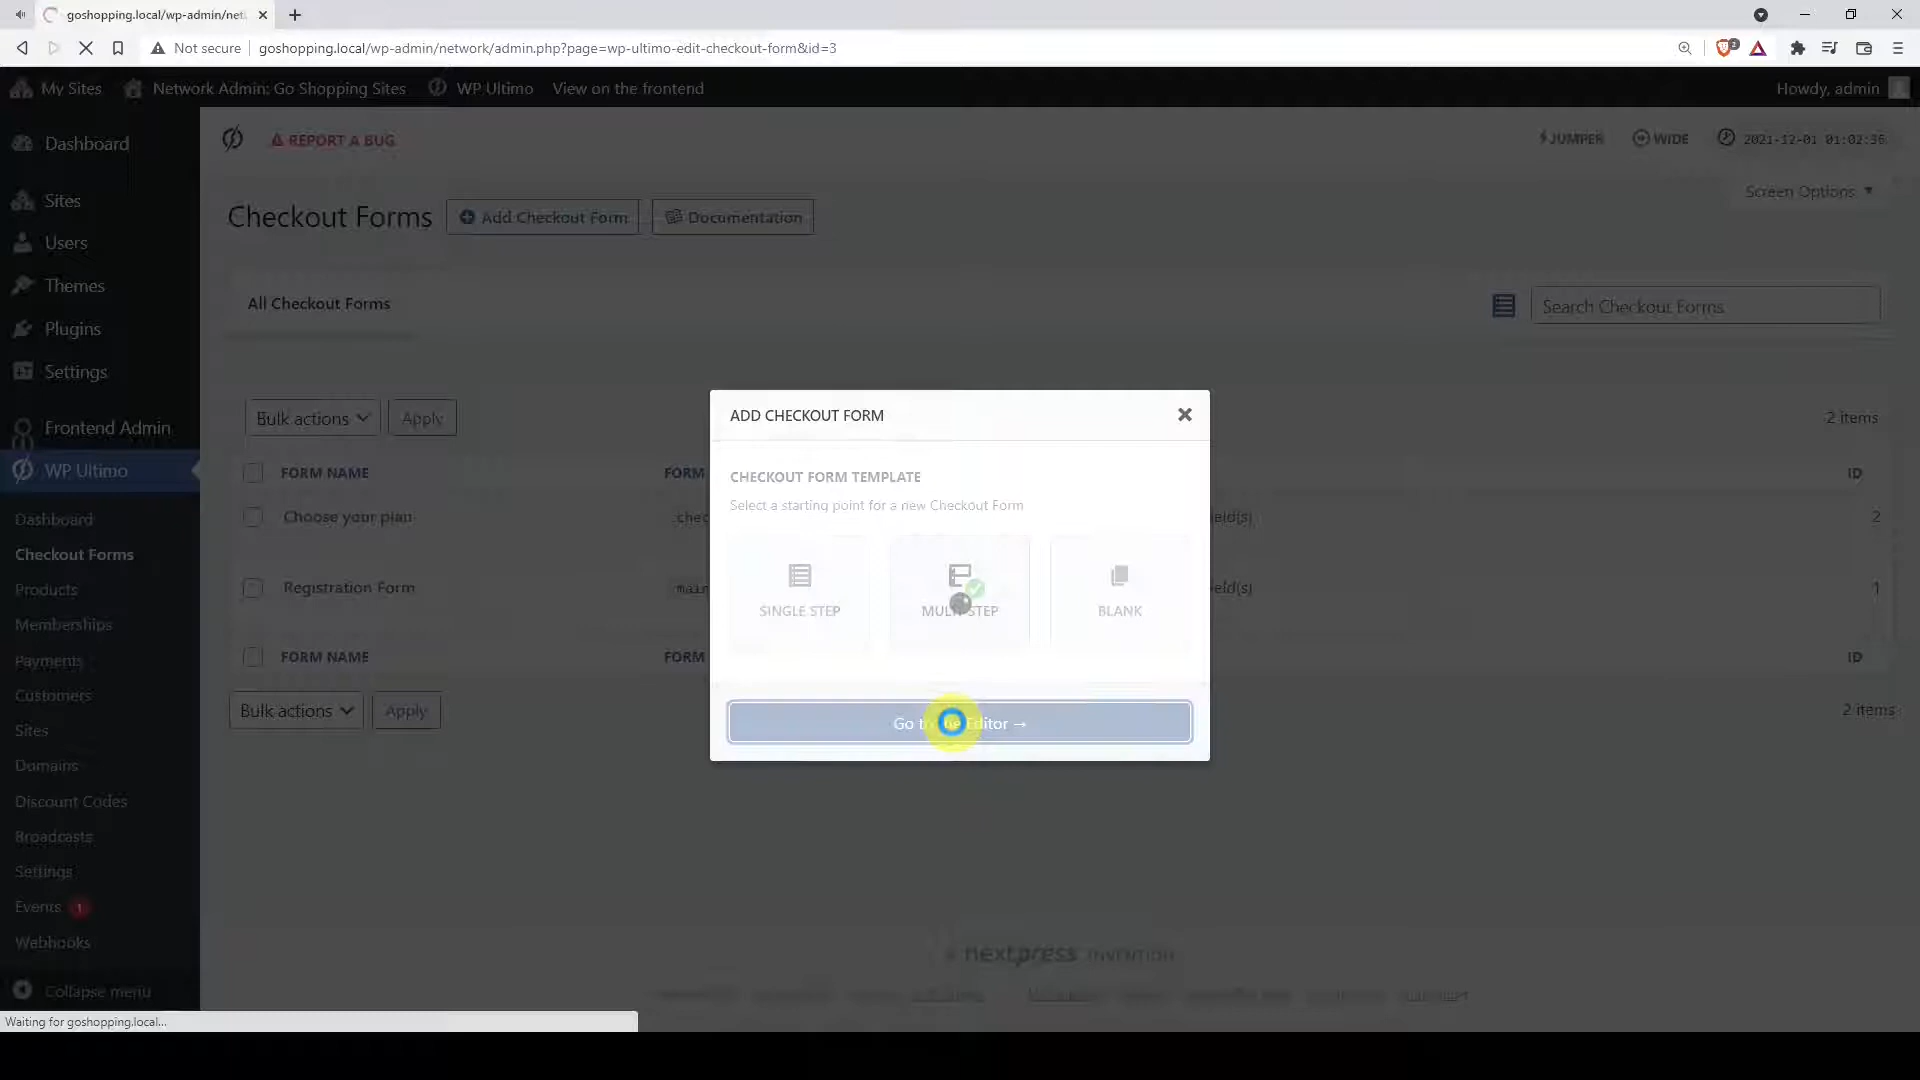 goshopping.local/wp-admin/net
Not secure goshopping.local/wp-admin/network/admin.php?page=wp-ultimo-edit-checkout-form&id=3
2
My Sites Network Admin: Go Shopping Sites WP Ultimo View on the frontend Howdy, admin
Dashboard
Sites
Users
Themes
Plugins
Settings
Frontend Admin
WP Ultimo
Dashboard
Checkout Forms
Products
Memberships
Payments
Customers
Sites
Domains
Discount Codes
Broadcasts
Settings
Events 1
Webhooks
Collapse menu
REPORT A BUG JUMPER WIDE 2021-12-01 01:02:36
Screen Options
Checkout Forms Add Checkout Form Documentation
All Checkout Forms Search Checkout Forms
Bulk actions Apply 2 items
FORM NAME FORM ID
Choose your plan 2
Registration Form 1
FORM NAME FORM ID
Bulk actions Apply 2 items
ADD CHECKOUT FORM
CHECKOUT FORM TEMPLATE
Select a starting point for a new Checkout Form
SINGLE STEP MULTI STEP BLANK
Go to the Editor →
nextpress
Waiting for goshopping.local...